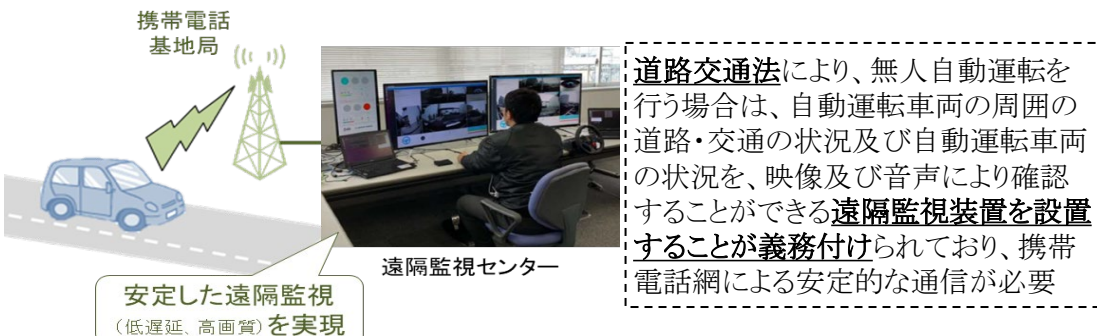 携帯電話
基地局
遠隔監視センター
安定した遠隔監視
（低遅延、高画質）を実現
道路交通法により、無人自動運転を
行う場合は、自動運転車両の周囲の
道路・交通の状況及び自動運転車両
の状況を、映像及び音声により確認
することができる遠隔監視装置を設置
することが義務付けられており、携帯
電話網による安定的な通信が必要